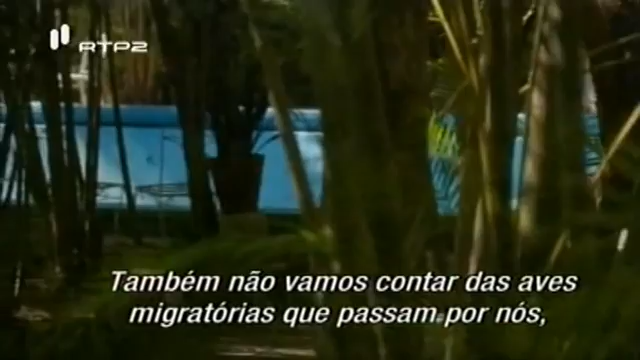 RTP2
Também não vamos contar das aves
migratórias que passam por nós,